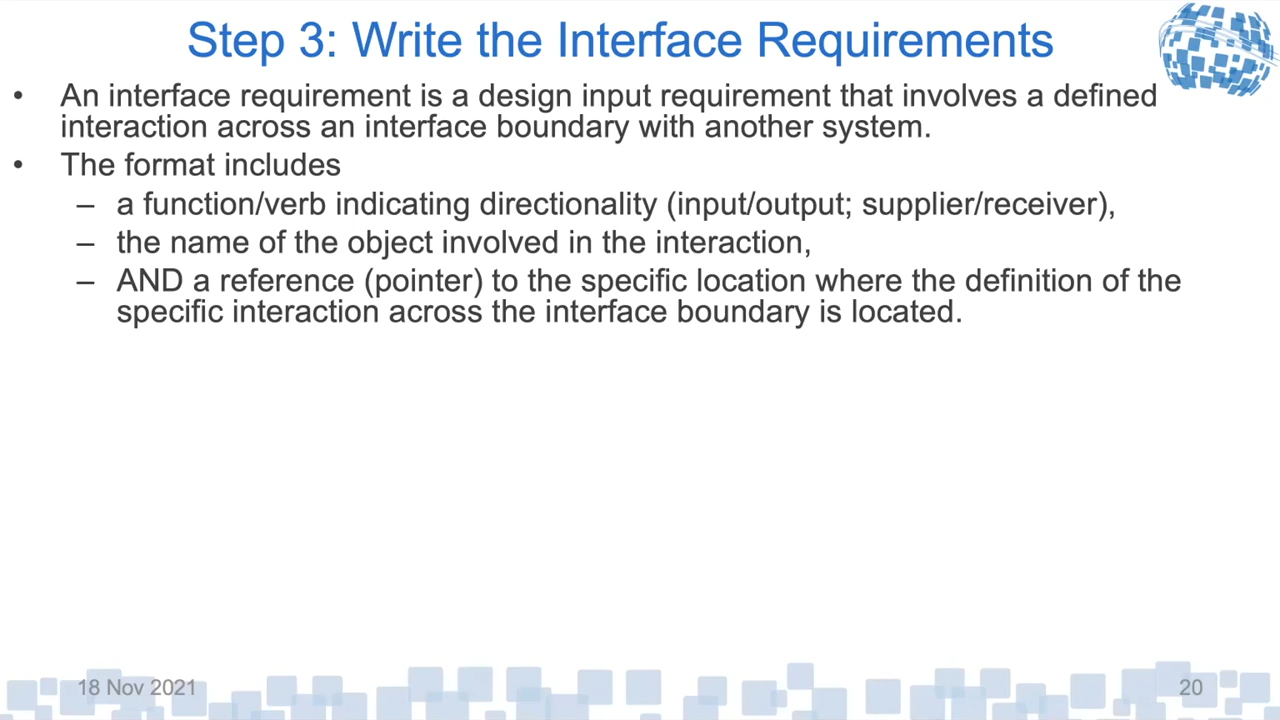 Step 3: Write the Interface Requirements
• An interface requirement is a design input requirement that involves a defined
interaction across an interface boundary with another system.
• The format includes
– a function/verb indicating directionality (input/output; supplier/receiver),
– the name of the object involved in the interaction,
– AND a reference (pointer) to the specific location where the definition of the
specific interaction across the interface boundary is located.
18 Nov 2021
20